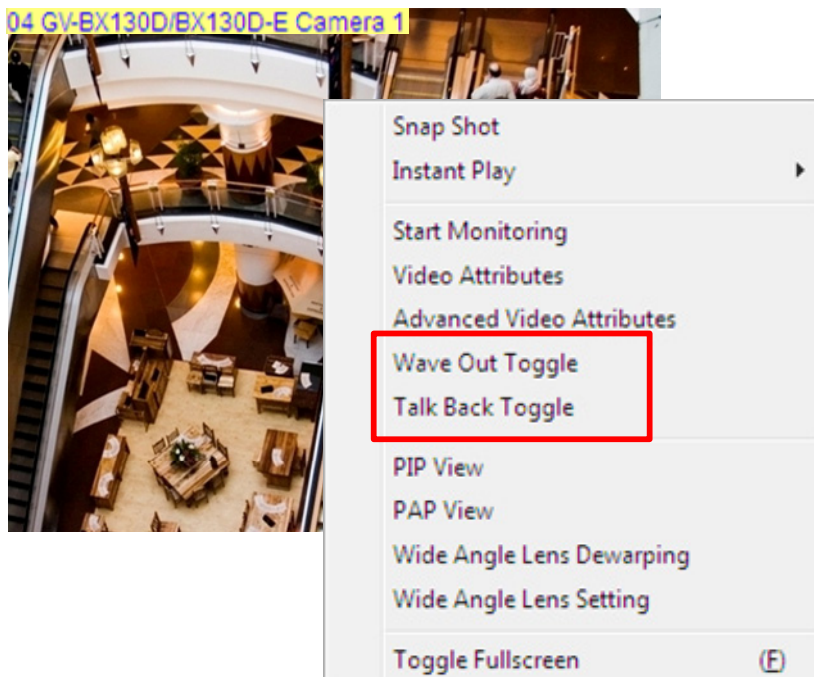 04 GV-BX130D/BX130D-E Camera 1
Snap Shot
Instant Play
Start Monitoring
Video Attributes
Advanced Video Attributes
Wave Out Toggle
Talk Back Toggle
PIP View
PAP View
Wide Angle Lens Dewarping
Wide Angle Lens Setting
Toggle Fullscreen (F)